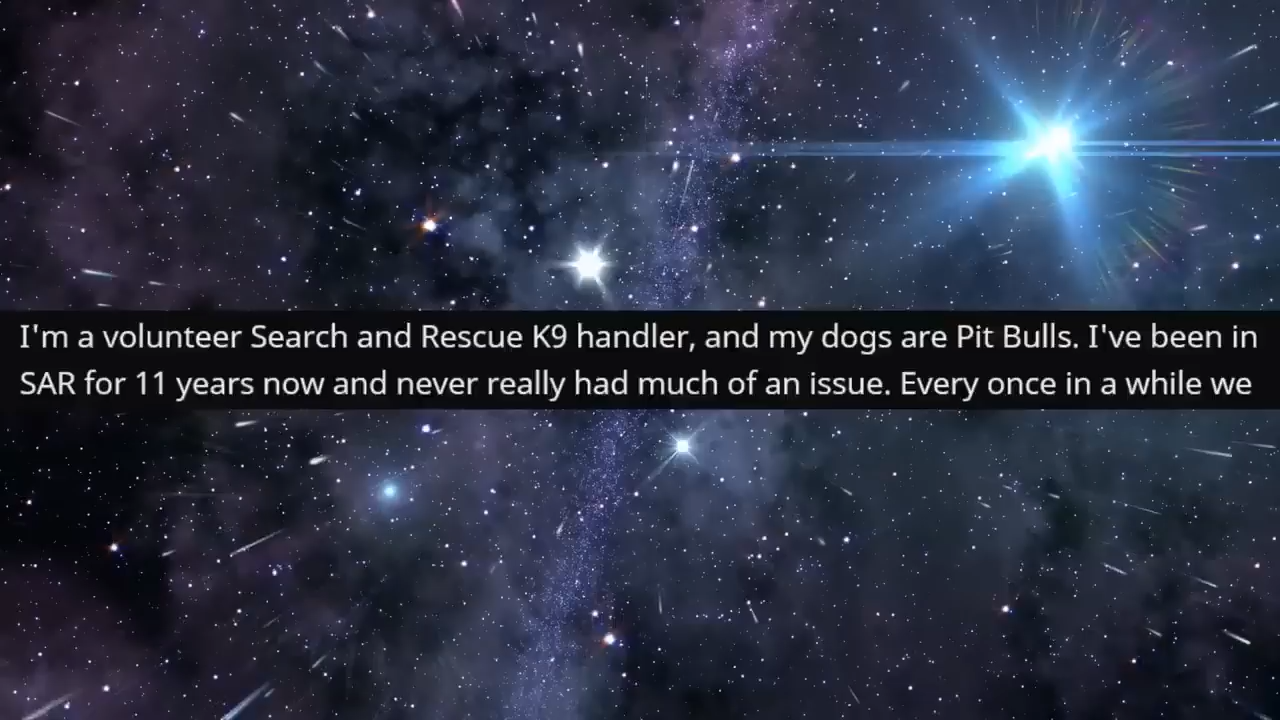 I'm a volunteer Search and Rescue K9 handler, and my dogs are Pit Bulls. I've been in
SAR for 11 years now and never really had much of an issue. Every once in a while we